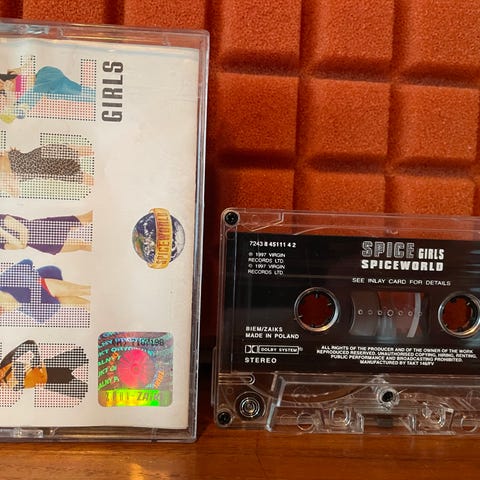 GIRLS
SPICEWORLD
7243 8 45111 4 2
℗ 1997 VIRGIN
RECORDS LTD.
© 1997 VIRGIN
RECORDS LTD.
SPICE GIRLS
SPICEWORLD
SEE INLAY CARD FOR DETAILS
BIEM/ZAIKS
MADE IN POLAND
DOLBY SYSTEM
STEREO
ALL RIGHTS OF THE PRODUCER AND OF THE OWNER OF THE WORK
REPRODUCED RESERVED. UNAUTHORISED COPYING, HIRING, RENTING,
PUBLIC PERFORMANCE AND BROADCASTING PROHIBITED.
MANUFACTURED BY TAKT